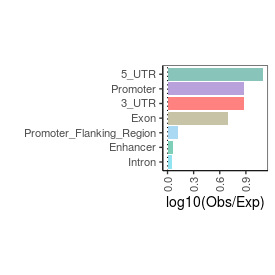 5_UTR
Promoter
3_UTR
Exon
Promoter_Flanking_Region
Enhancer
Intron
0.0
0.3
0.6
0.9
log10(Obs/Exp)